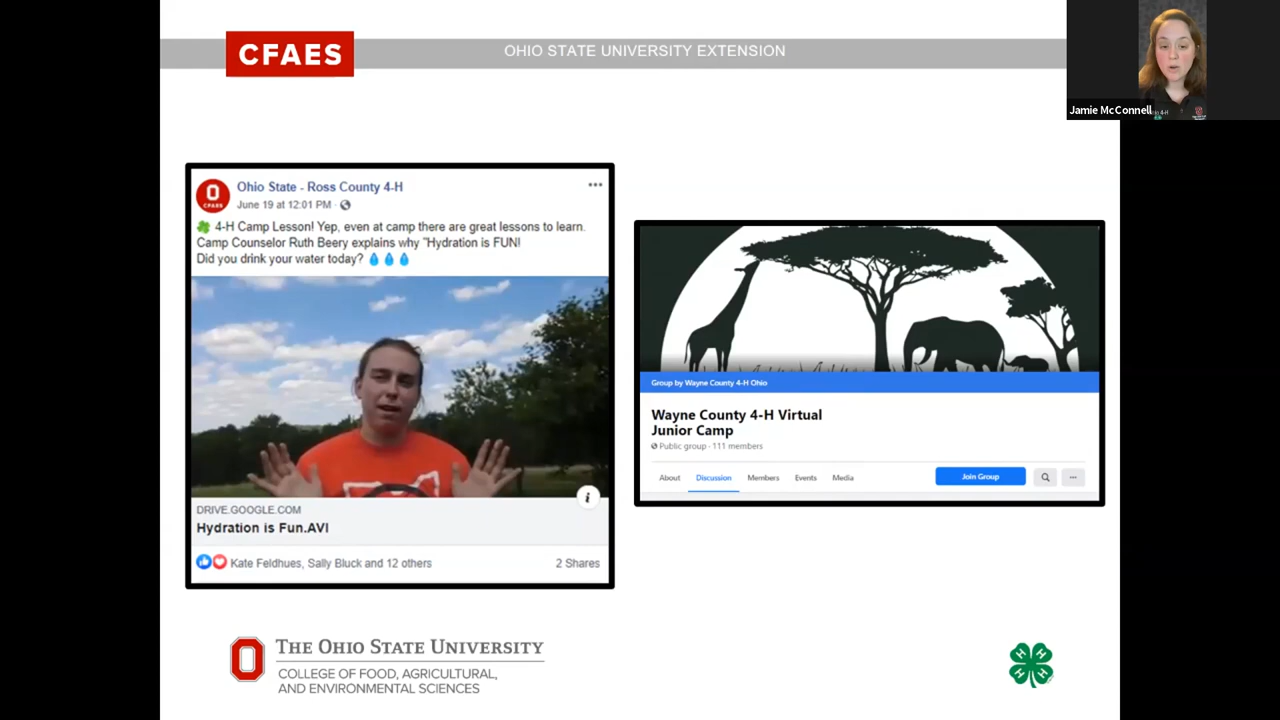 CFAES
OHIO STATE UNIVERSITY EXTENSION
Jamie McConnell
Ohio State - Ross County 4-H
June 19 at 12:01 PM ·
4-H Camp Lesson! Yep, even at camp there are great lessons to learn.
Camp Counselor Ruth Beery explains why "Hydration is FUN!
Did you drink your water today?
DRIVE.GOOGLE.COM
Hydration is Fun.AVI
Kate Feldhues, Sally Bluck and 12 others
2 Shares
Group by Wayne County 4-H Ohio
Wayne County 4-H Virtual
Junior Camp
Public group · 111 members
About Discussion Members Events Media
Join Group
THE OHIO STATE UNIVERSITY
COLLEGE OF FOOD, AGRICULTURAL,
AND ENVIRONMENTAL SCIENCES
H H H H